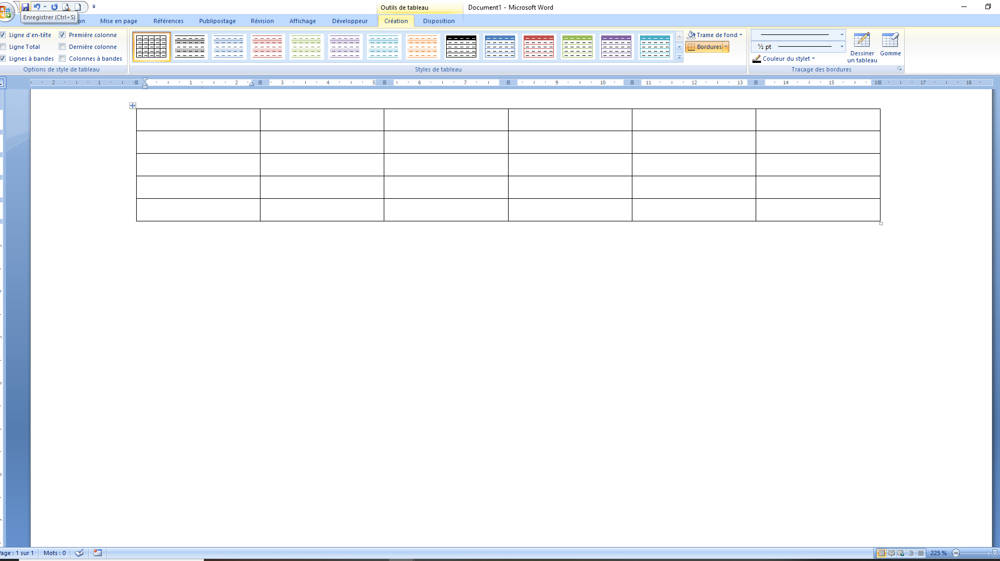 Outils de tableau
Document1 - Microsoft Word
Enregistrer (Ctrl+S)
on
Mise en page
Références
Publipostage
Révision
Affichage
Développeur
Création
Disposition
Ligne d'en-tête
Première colonne
Ligne Total
Dernière colonne
Lignes à bandes
Colonnes à bandes
Options de style de tableau
Styles de tableau
Trame de fond
Bordures
½ pt
Couleur du stylet
Dessiner
un tableau
Gomme
Traçage des bordures
2 1 1 2 3 4 5 6 7 9 10 11 12 13 14 15 17 18
age : 1 sur 1
Mots : 0
225 %